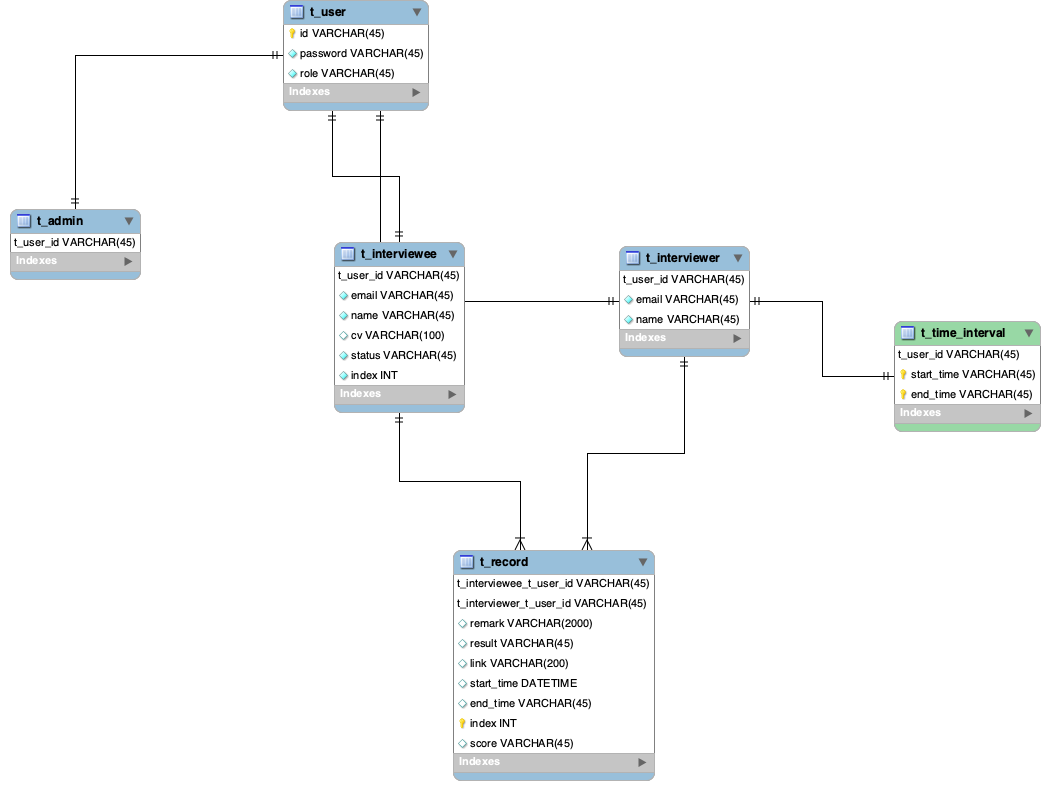 t_user
id VARCHAR(45)
password VARCHAR(45)
role VARCHAR(45)
Indexes
t_admin
t_user_id VARCHAR(45)
Indexes
t_interviewee
t_user_id VARCHAR(45)
email VARCHAR(45)
name VARCHAR(45)
cv VARCHAR(100)
status VARCHAR(45)
index INT
Indexes
t_interviewer
t_user_id VARCHAR(45)
email VARCHAR(45)
name VARCHAR(45)
Indexes
t_time_interval
t_user_id VARCHAR(45)
start_time VARCHAR(45)
end_time VARCHAR(45)
Indexes
t_record
t_interviewee_t_user_id VARCHAR(45)
t_interviewer_t_user_id VARCHAR(45)
remark VARCHAR(2000)
result VARCHAR(45)
link VARCHAR(200)
start_time DATETIME
end_time VARCHAR(45)
index INT
score VARCHAR(45)
Indexes